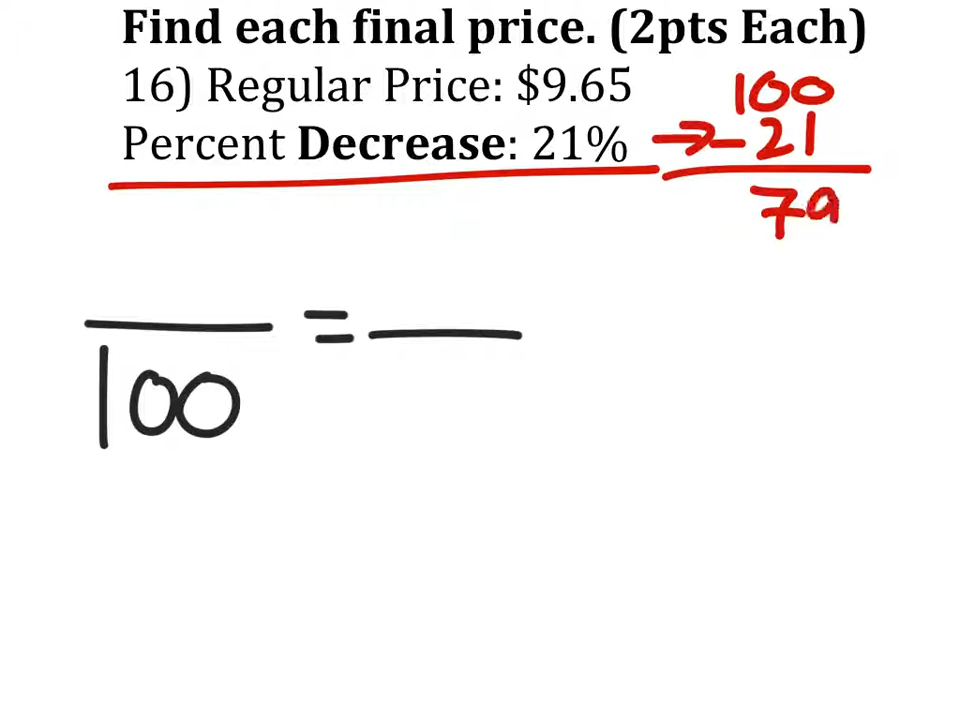 Find each final price. (2pts Each)
16) Regular Price: $9.65
100
Percent Decrease: 21%
→ - 21
79
=
100